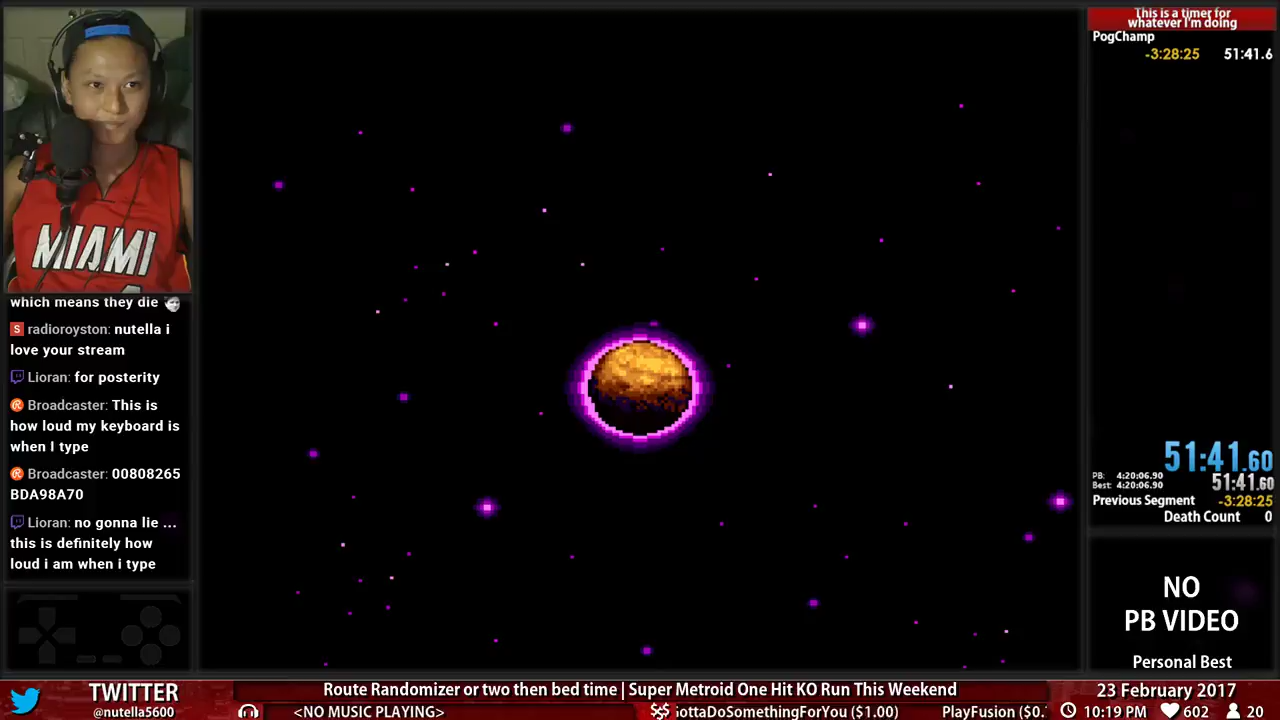 MIAMI
which means they die
S radioroyston: nutella i
love your stream
Lioran: for posterity
Broadcaster: This is
how loud my keyboard is
when I type
Broadcaster: 00808265
BDA98A70
Lioran: no gonna lie ...
this is definitely how
loud i am when i type
This is a timer for
whatever I'm doing
PogChamp
-3:28:25 51:41.6
51:41.60
PB: 4:20:06.90
Best: 4:20:06.90 51:41.60
Previous Segment -3:28:25
Death Count 0
NO
PB VIDEO
Personal Best
TWITTER
@nutella5600
Route Randomizer or two then bed time | Super Metroid One Hit KO Run This Weekend
<NO MUSIC PLAYING>
$$$ GottaDoSomethingForYou ($1.00) PlayFusion ($0.
23 February 2017
10:19 PM 602 20